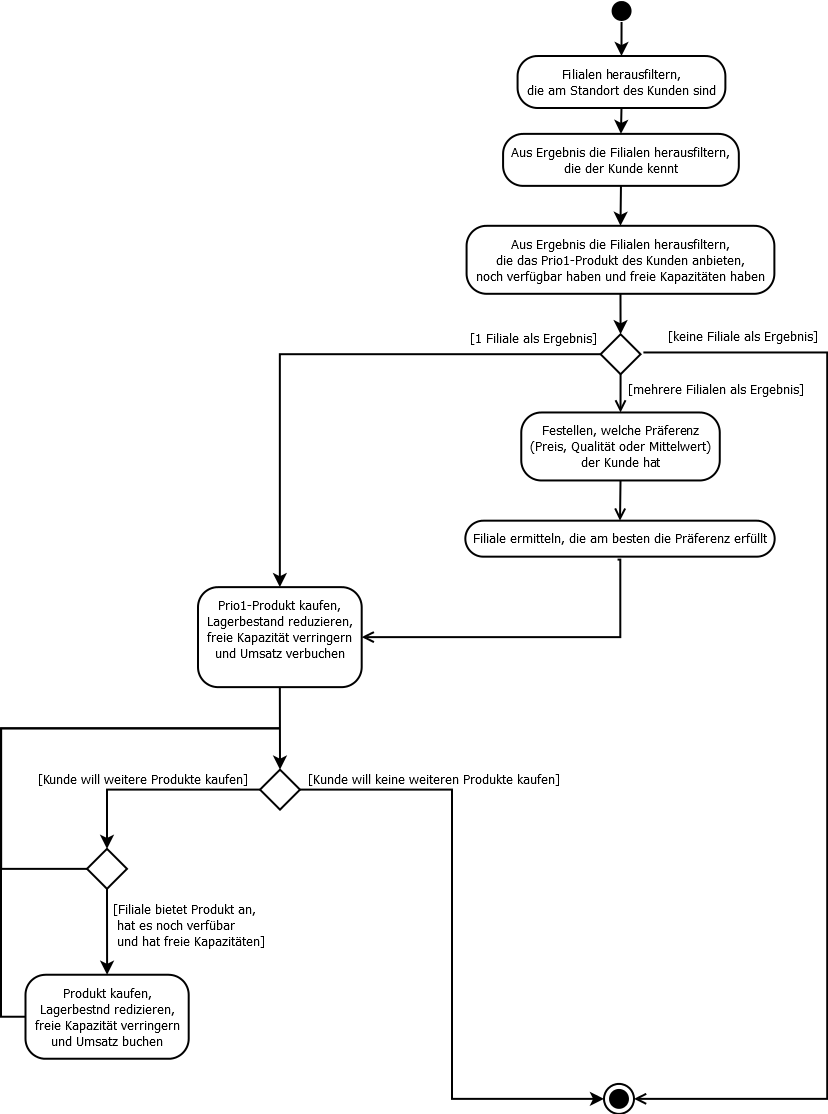 Filialen herausfiltern,
die am Standort des Kunden sind
Aus Ergebnis die Filialen herausfiltern,
die der Kunde kennt
Aus Ergebnis die Filialen herausfiltern,
die das Prio1-Produkt des Kunden anbieten,
noch verfügbar haben und freie Kapazitäten haben
[1 Filiale als Ergebnis]
[keine Filiale als Ergebnis]
[mehrere Filialen als Ergebnis]
Festellen, welche Präferenz
(Preis, Qualität oder Mittelwert)
der Kunde hat
Filiale ermitteln, die am besten die Präferenz erfüllt
Prio1-Produkt kaufen,
Lagerbestand reduzieren,
freie Kapazität verringern
und Umsatz verbuchen
[Kunde will weitere Produkte kaufen]
[Kunde will keine weiteren Produkte kaufen]
[Filiale bietet Produkt an,
hat es noch verfübar
und hat freie Kapazitäten]
Produkt kaufen,
Lagerbestnd redizieren,
freie Kapazität verringern
und Umsatz buchen